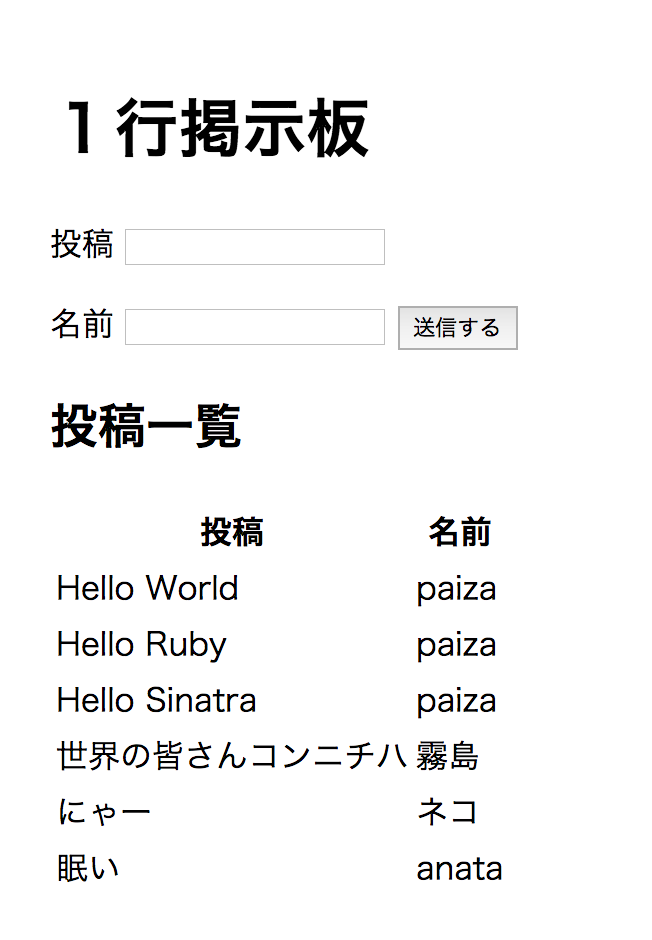 １行掲示板
投稿
名前 送信する
投稿一覧
投稿 名前
Hello World paiza
Hello Ruby paiza
Hello Sinatra paiza
世界の皆さんコンニチハ 霧島
にゃー ネコ
眠い anata